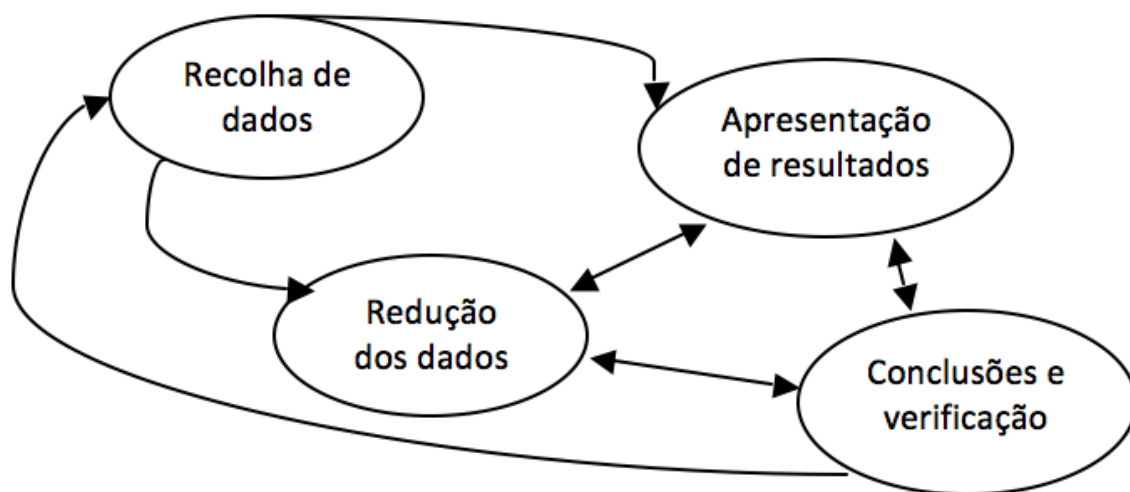 Recolha de
dados
Apresentação
de resultados
Redução
dos dados
Conclusões e
verificação